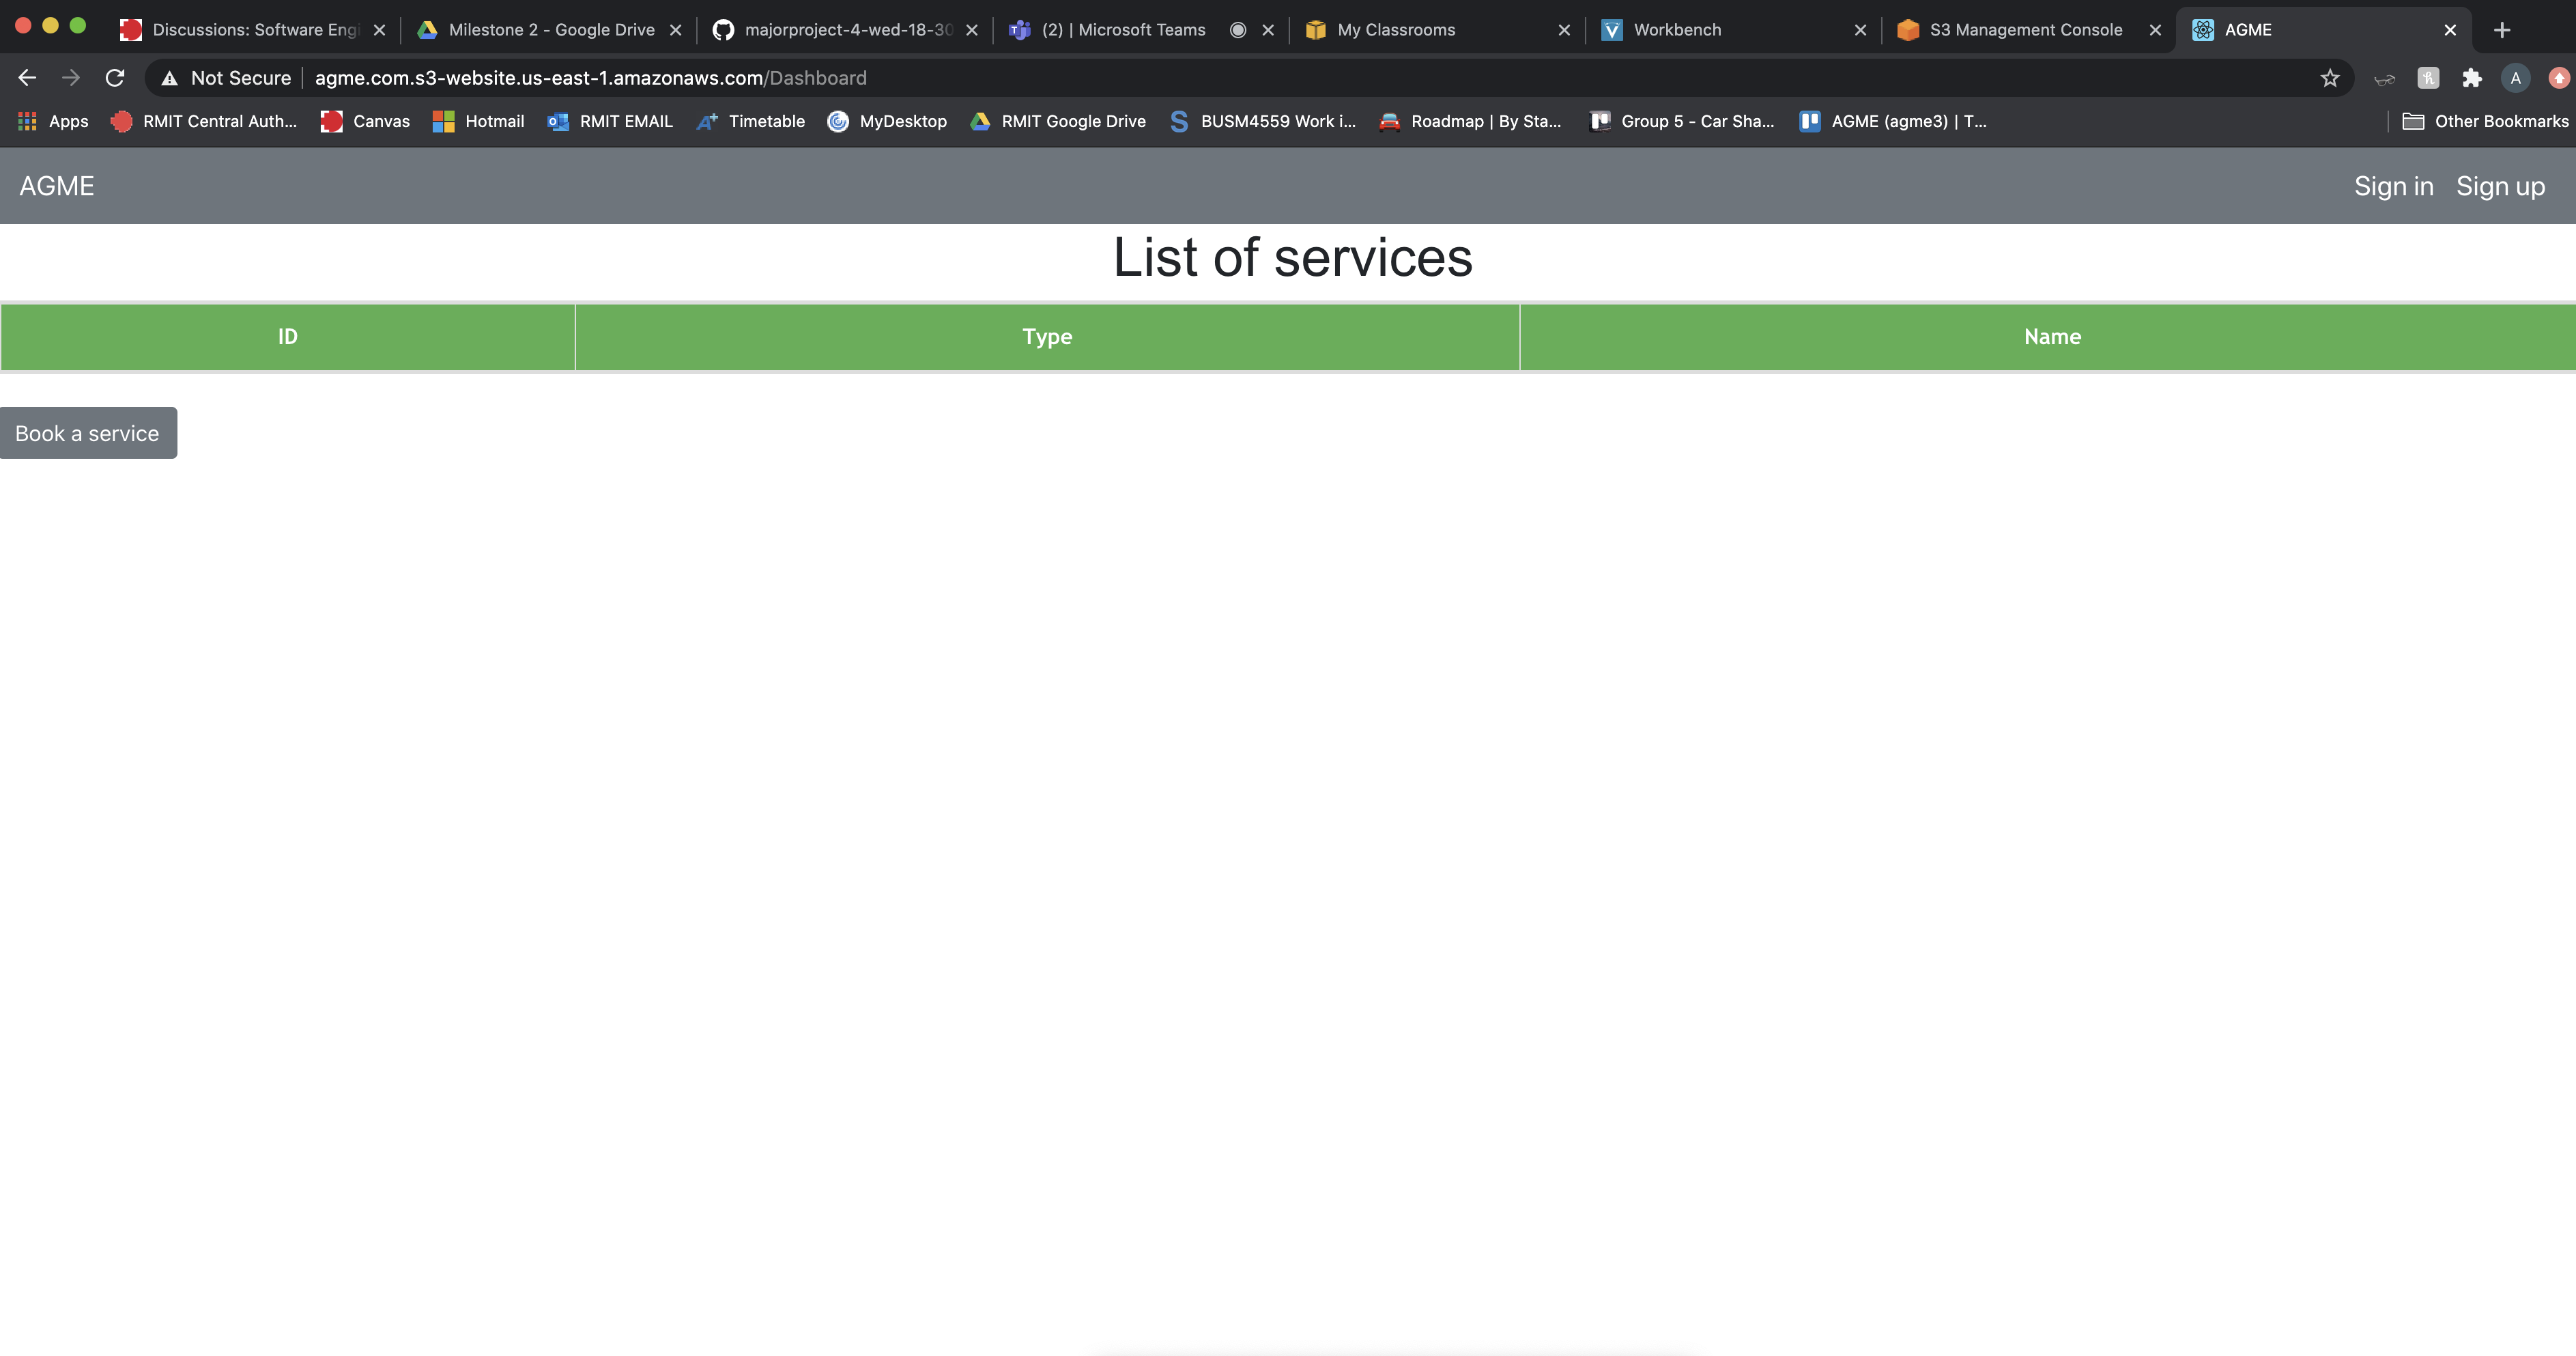 Discussions: Software Engi
Milestone 2 - Google Drive
majorproject-4-wed-18-30
(2) | Microsoft Teams
My Classrooms
Workbench
S3 Management Console
AGME
Not Secure
agme.com.s3-website.us-east-1.amazonaws.com/Dashboard
A
Apps
RMIT Central Auth...
Canvas
Hotmail
RMIT EMAIL
Timetable
MyDesktop
RMIT Google Drive
BUSM4559 Work i...
Roadmap | By Sta...
Group 5 - Car Sha...
AGME (agme3) | T...
Other Bookmarks
AGME
Sign in
Sign up
List of services
ID
Type
Name
Book a service